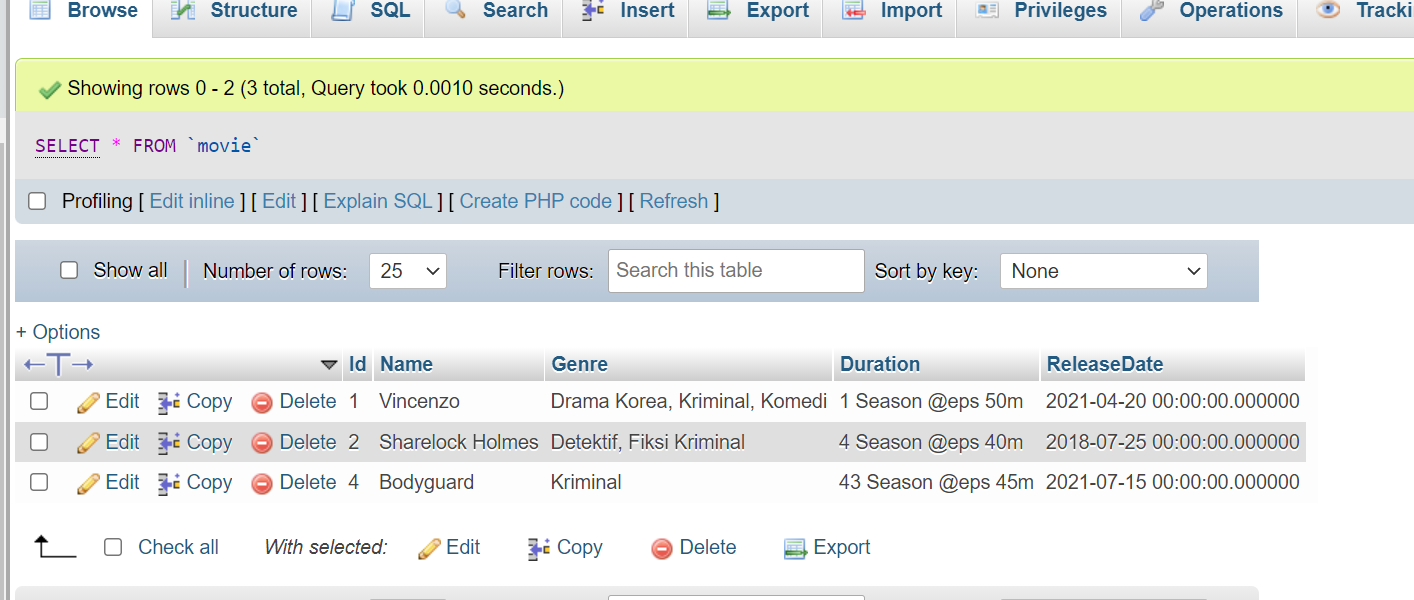 Browse Structure SQL Search Insert Export Import Privileges Operations Tracki
Showing rows 0 - 2 (3 total, Query took 0.0010 seconds.)
SELECT * FROM `movie`
Profiling [ Edit inline ] [ Edit ] [ Explain SQL ] [ Create PHP code ] [ Refresh ]
Show all Number of rows: 25 Filter rows: Search this table Sort by key: None
+ Options
←T→ Id Name Genre Duration ReleaseDate
Edit Copy Delete 1 Vincenzo Drama Korea, Kriminal, Komedi 1 Season @eps 50m 2021-04-20 00:00:00.000000
Edit Copy Delete 2 Sharelock Holmes Detektif, Fiksi Kriminal 4 Season @eps 40m 2018-07-25 00:00:00.000000
Edit Copy Delete 4 Bodyguard Kriminal 43 Season @eps 45m 2021-07-15 00:00:00.000000
Check all With selected: Edit Copy Delete Export